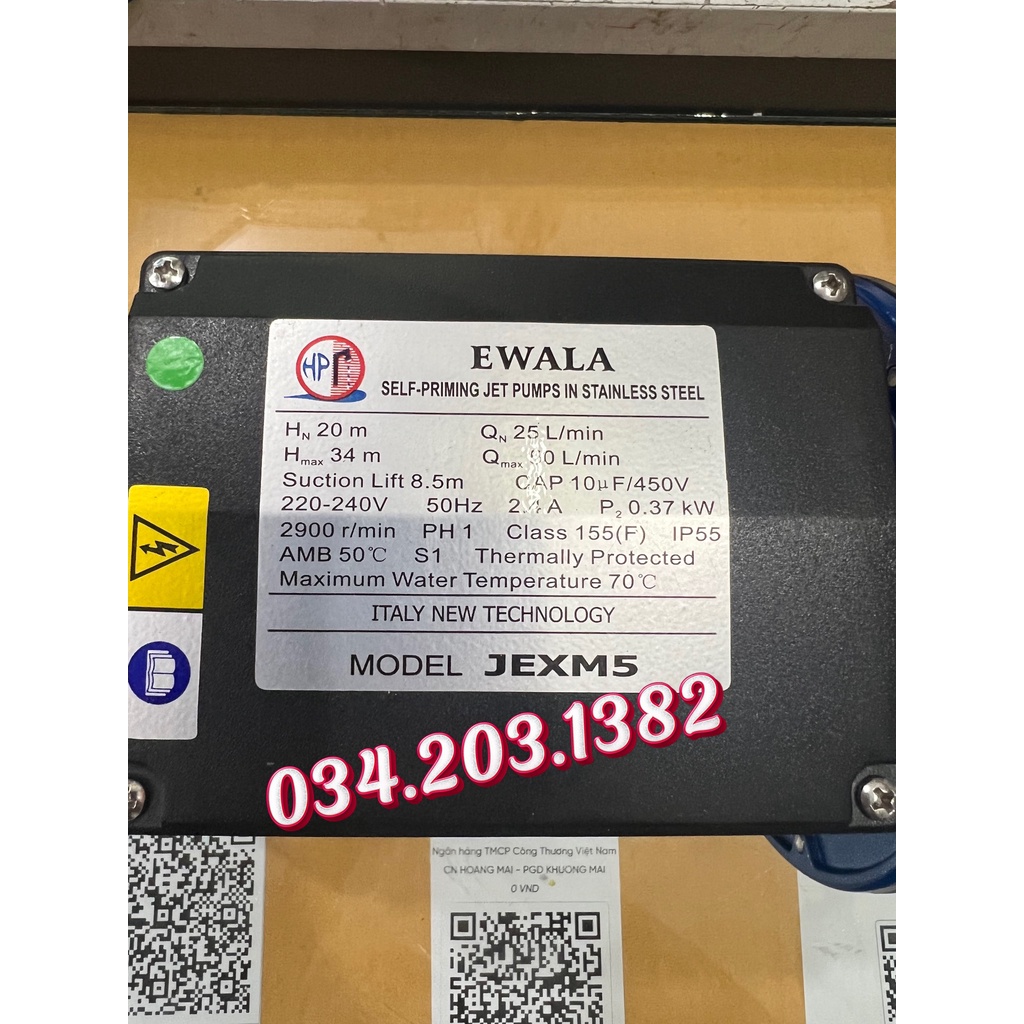 HP
EWALA
SELF-PRIMING JET PUMPS IN STAINLESS STEEL
HN 20 m QN 25 L/min
Hmax 34 m Qmax L/min
Suction Lift 8.5m CAP 10μF/450V
220-240V 50Hz A P2 0.37 kW
2900 r/min PH 1 Class 155(F) IP55
AMB 50℃ S1 Thermally Protected
Maximum Water Temperature 70℃
ITALY NEW TECHNOLOGY
MODEL JEXM5
034.203.1382
Ngân hàng TMCP Công Thương Việt Nam
CN HOÀNG MAI - PGD KHUONG MAI
0 VND